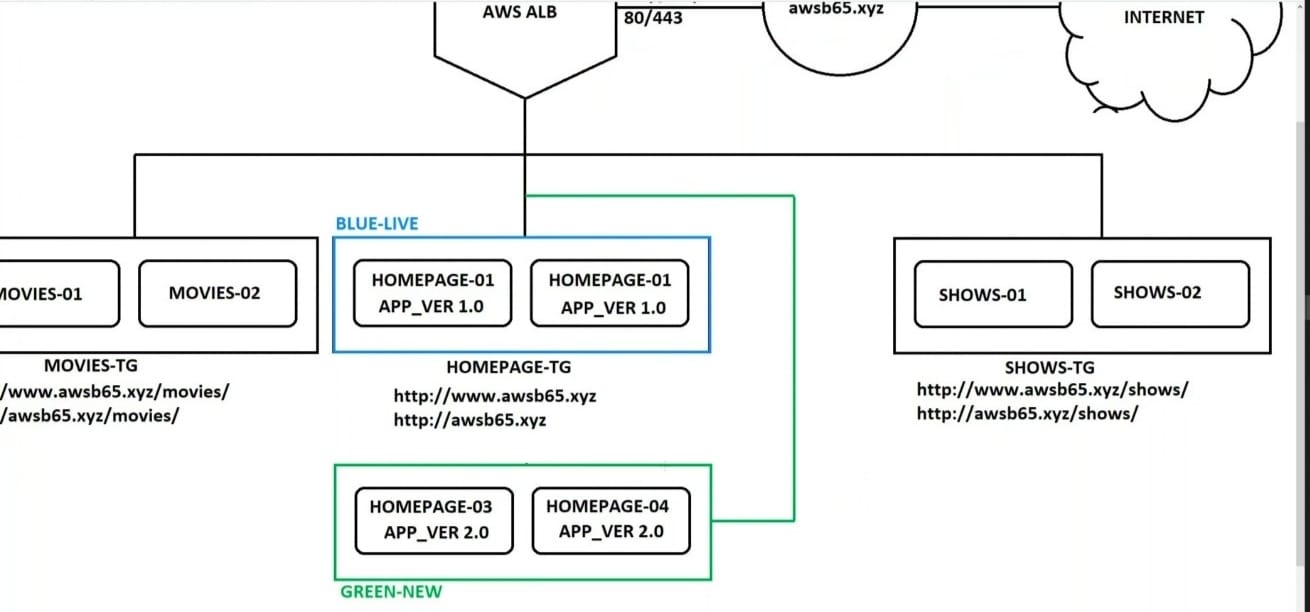 AWS ALB
80/443
awsb65.xyz
INTERNET
BLUE-LIVE
MOVIES-01
MOVIES-02
HOMEPAGE-01
APP_VER 1.0
HOMEPAGE-01
APP_VER 1.0
SHOWS-01
SHOWS-02
MOVIES-TG
/www.awsb65.xyz/movies/
/awsb65.xyz/movies/
HOMEPAGE-TG
http://www.awsb65.xyz
http://awsb65.xyz
SHOWS-TG
http://www.awsb65.xyz/shows/
http://awsb65.xyz/shows/
HOMEPAGE-03
APP_VER 2.0
HOMEPAGE-04
APP_VER 2.0
GREEN-NEW